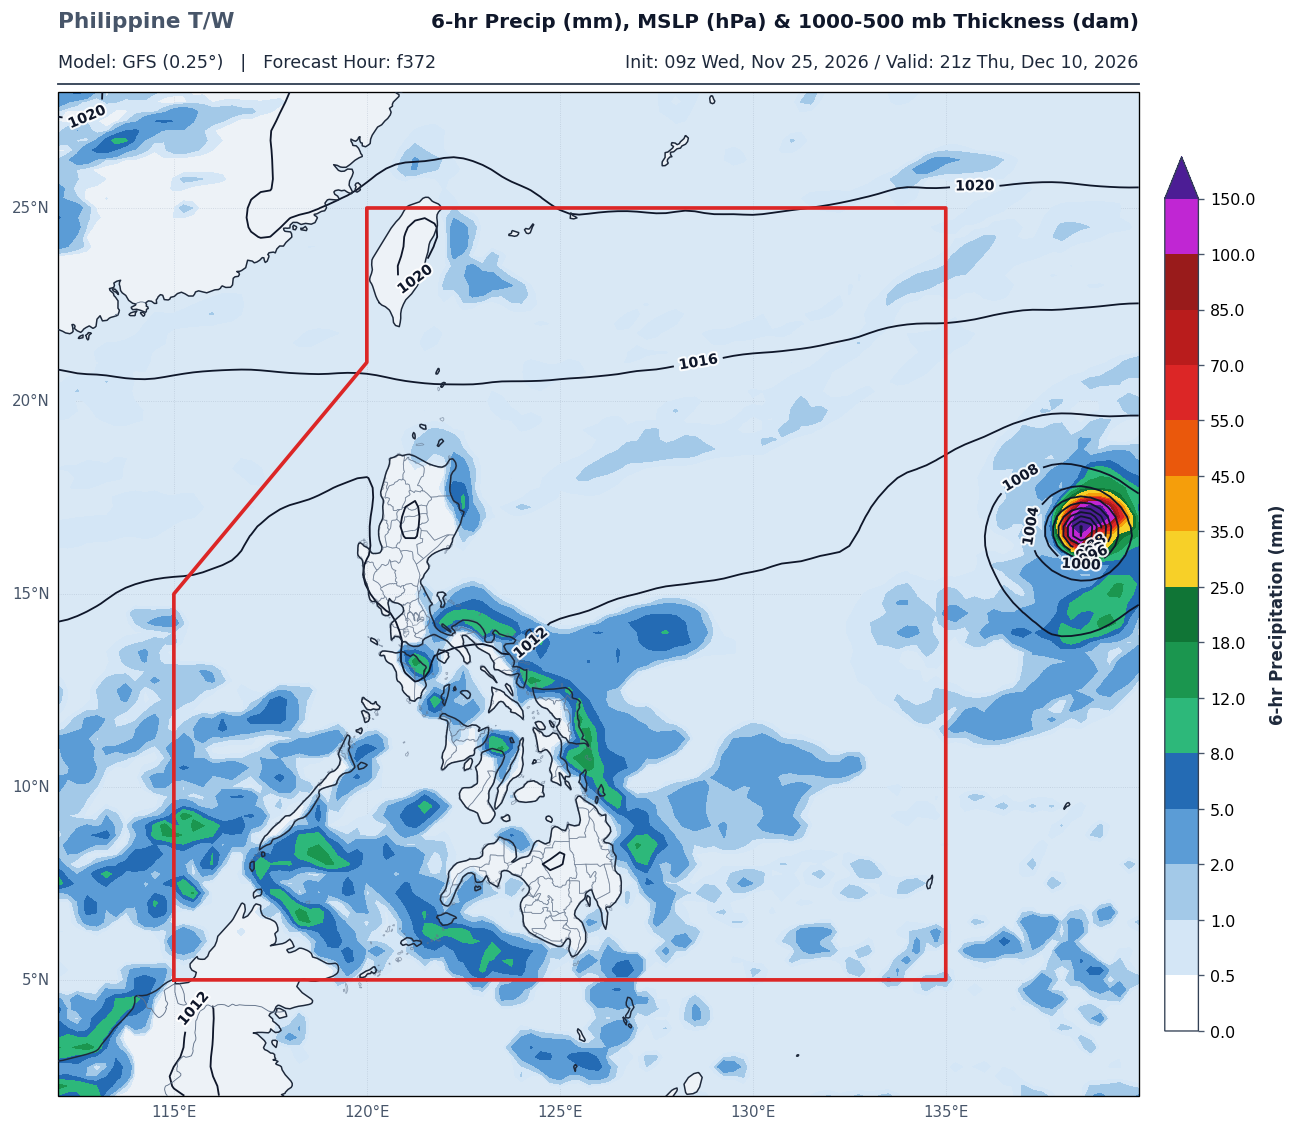 Philippine T/W
6-hr Precip (mm), MSLP (hPa) & 1000-500 mb Thickness (dam)
Model: GFS (0.25°) | Forecast Hour: f372
Init: 09z Wed, Nov 25, 2026 / Valid: 21z Thu, Dec 10, 2026
1020
1020
1020
1016
1012
1012
1008
1004
996
1000
25°N
20°N
15°N
10°N
5°N
115°E
120°E
125°E
130°E
135°E
150.0
100.0
85.0
70.0
55.0
45.0
35.0
25.0
18.0
12.0
8.0
5.0
2.0
1.0
0.5
0.0
6-hr Precipitation (mm)